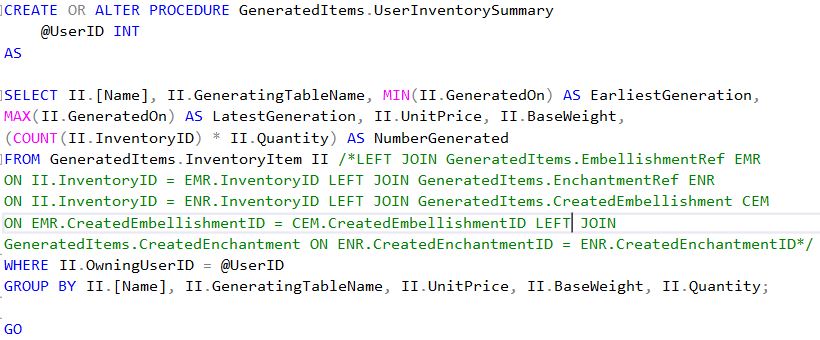 CREATE OR ALTER PROCEDURE GeneratedItems.UserInventorySummary
@UserID INT
AS
SELECT II.[Name], II.GeneratingTableName, MIN(II.GeneratedOn) AS EarliestGeneration,
MAX(II.GeneratedOn) AS LatestGeneration, II.UnitPrice, II.BaseWeight,
(COUNT(II.InventoryID) * II.Quantity) AS NumberGenerated
FROM GeneratedItems.InventoryItem II /*LEFT JOIN GeneratedItems.EmbellishmentRef EMR
ON II.InventoryID = EMR.InventoryID LEFT JOIN GeneratedItems.EnchantmentRef ENR
ON II.InventoryID = ENR.InventoryID LEFT JOIN GeneratedItems.CreatedEmbellishment CEM
ON EMR.CreatedEmbellishmentID = CEM.CreatedEmbellishmentID LEFT JOIN
GeneratedItems.CreatedEnchantment ON ENR.CreatedEnchantmentID = ENR.CreatedEnchantmentID*/
WHERE II.OwningUserID = @UserID
GROUP BY II.[Name], II.GeneratingTableName, II.UnitPrice, II.BaseWeight, II.Quantity;
GO